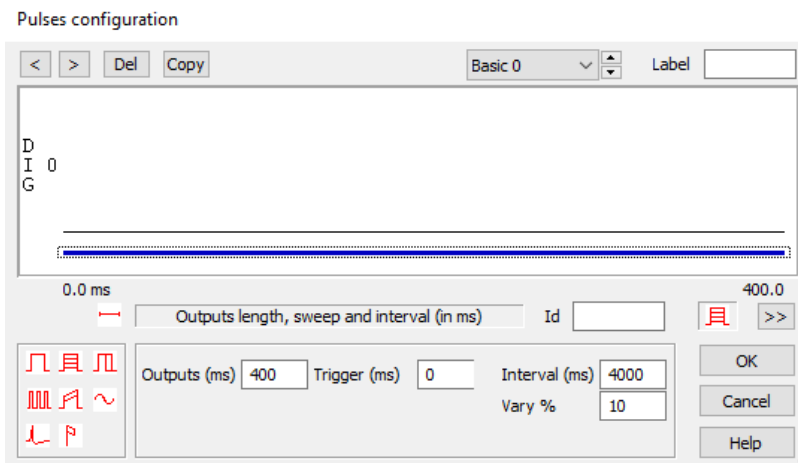 Pulses configuration
< > Del Copy Basic 0 Label
D
I 0
G
0.0 ms 400.0
Outputs length, sweep and interval (in ms) Id >>
Outputs (ms) 400 Trigger (ms) 0 Interval (ms) 4000 OK
Vary % 10 Cancel
Help